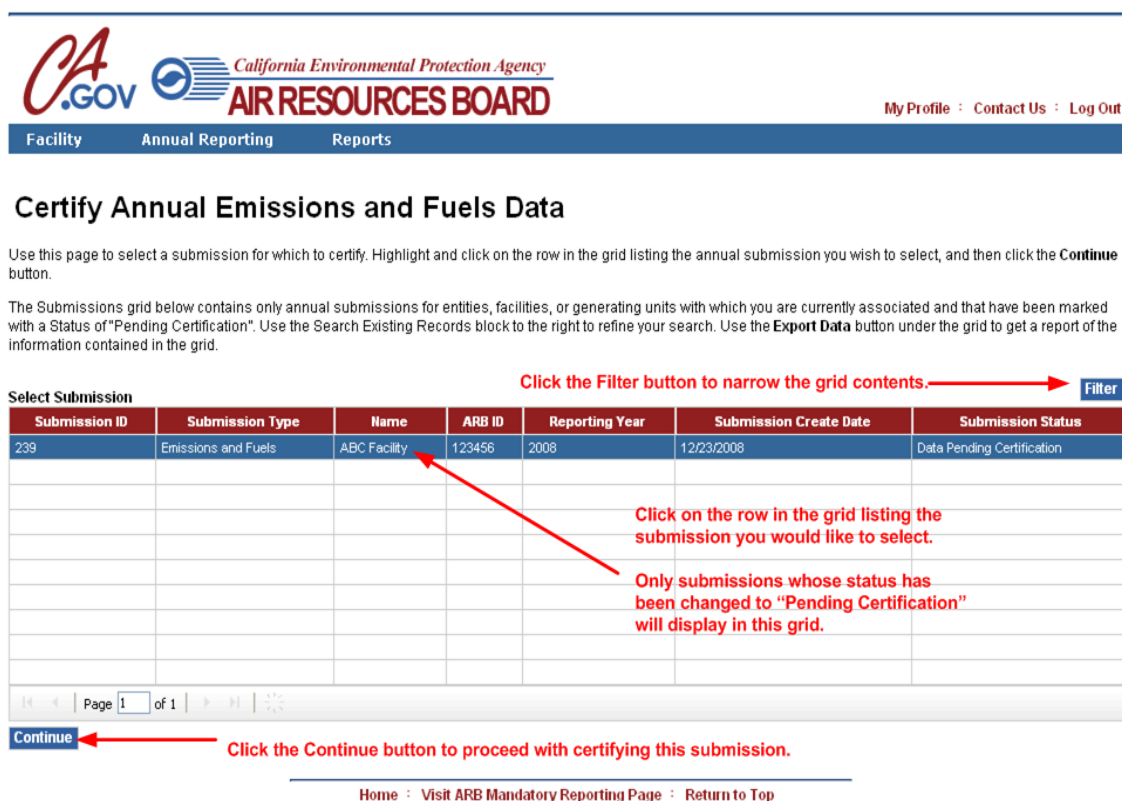 CA.GOV
California Environmental Protection Agency
AIR RESOURCES BOARD
My Profile : Contact Us : Log Out
Facility Annual Reporting Reports
Certify Annual Emissions and Fuels Data
Use this page to select a submission for which to certify. Highlight and click on the row in the grid listing the annual submission you wish to select, and then click the Continue
button.
The Submissions grid below contains only annual submissions for entities, facilities, or generating units with which you are currently associated and that have been marked
with a Status of "Pending Certification". Use the Search Existing Records block to the right to refine your search. Use the Export Data button under the grid to get a report of the
information contained in the grid.
Click the Filter button to narrow the grid contents.
Filter
Select Submission
Submission ID Submission Type Name ARB ID Reporting Year Submission Create Date Submission Status
239 Emissions and Fuels ABC Facility 123456 2008 12/23/2008 Data Pending Certification
Click on the row in the grid listing the
submission you would like to select.
Only submissions whose status has
been changed to “Pending Certification”
will display in this grid.
Page 1 of 1
Continue
Click the Continue button to proceed with certifying this submission.
Home : Visit ARB Mandatory Reporting Page : Return to Top